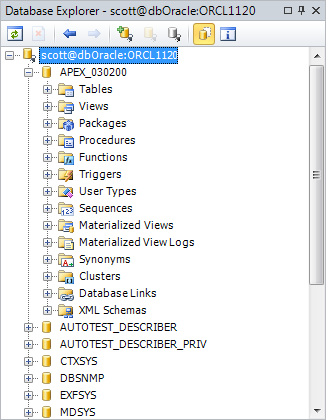 Database Explorer - scott@dbOracle:ORCL1120
scott@dbOracle:ORCL1120
APEX_030200
Tables
Views
Packages
Procedures
Functions
Triggers
User Types
Sequences
Materialized Views
Materialized View Logs
Synonyms
Clusters
Database Links
XML Schemas
AUTOTEST_DESCRIBER
AUTOTEST_DESCRIBER_PRIV
CTXSYS
DBSNMP
EXFSYS
MDSYS